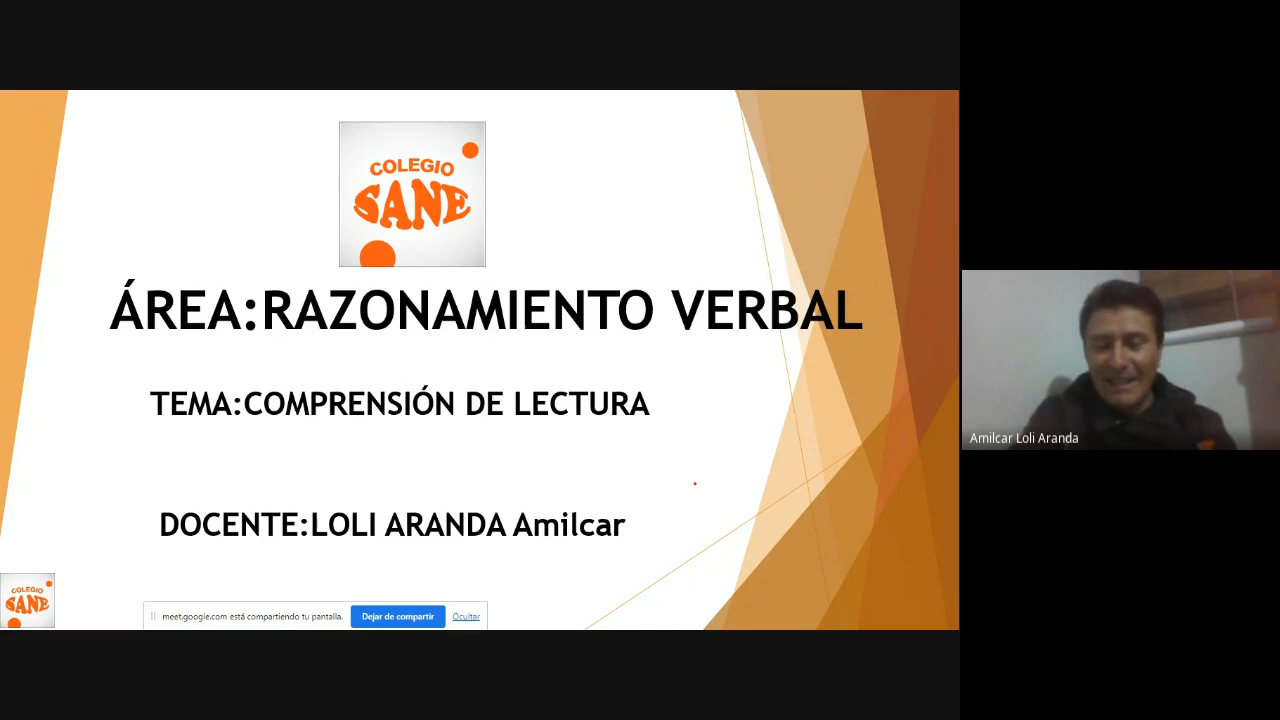 COLEGIO
SANE
ÁREA:RAZONAMIENTO VERBAL
TEMA:COMPRENSIÓN DE LECTURA
DOCENTE:LOLI ARANDA Amilcar
COLEGIO
SANE
meet.google.com está compartiendo tu pantalla.
Dejar de compartir
Ocultar
Amilcar Loli Aranda